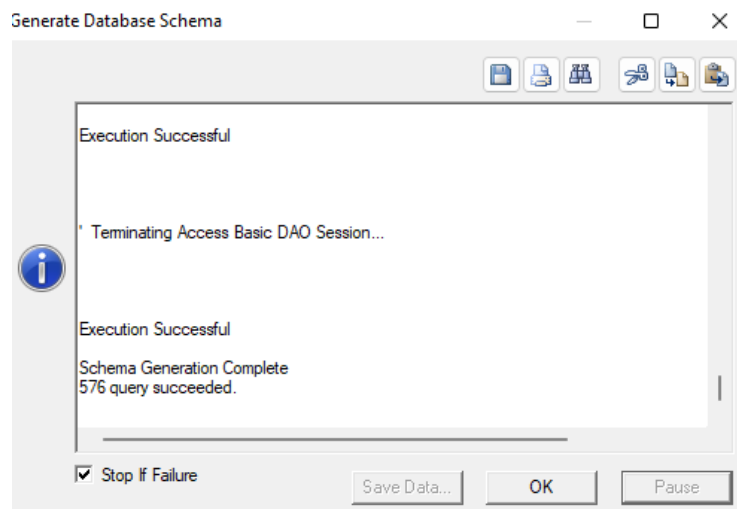 Generate Database Schema
Execution Successful
' Terminating Access Basic DAO Session...
Execution Successful
Schema Generation Complete
576 query succeeded.
Stop If Failure
Save Data...
OK
Pause